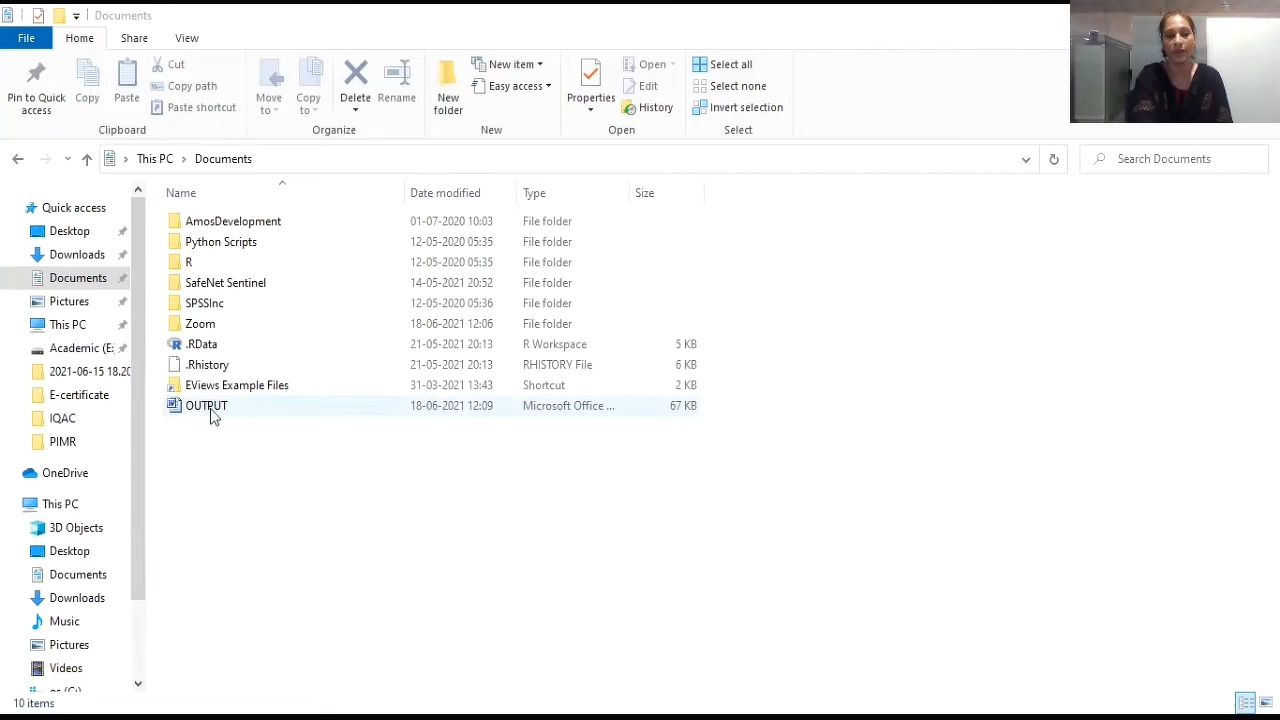 Documents
File Home Share View
Pin to Quick access
Copy
Paste
Cut
Copy path
Paste shortcut
Clipboard
Move to
Copy to
Delete
Rename
Organize
New folder
New item
Easy access
New
Properties
Open
Edit
History
Open
Select all
Select none
Invert selection
Select
This PC > Documents
Search Documents
Name Date modified Type Size
AmosDevelopment 01-07-2020 10:03 File folder
Python Scripts 12-05-2020 05:35 File folder
R 12-05-2020 05:35 File folder
SafeNet Sentinel 14-05-2021 20:52 File folder
SPSSInc 12-05-2020 05:36 File folder
Zoom 18-06-2021 12:06 File folder
.RData 21-05-2021 20:13 R Workspace 5 KB
.Rhistory 21-05-2021 20:13 RHISTORY File 6 KB
EViews Example Files 31-03-2021 13:43 Shortcut 2 KB
OUTPUT 18-06-2021 12:09 Microsoft Office ... 67 KB
Quick access
Desktop
Downloads
Documents
Pictures
This PC
Academic (E:
2021-06-15 18.20
E-certificate
IQAC
PIMR
OneDrive
This PC
3D Objects
Desktop
Documents
Downloads
Music
Pictures
Videos
10 items